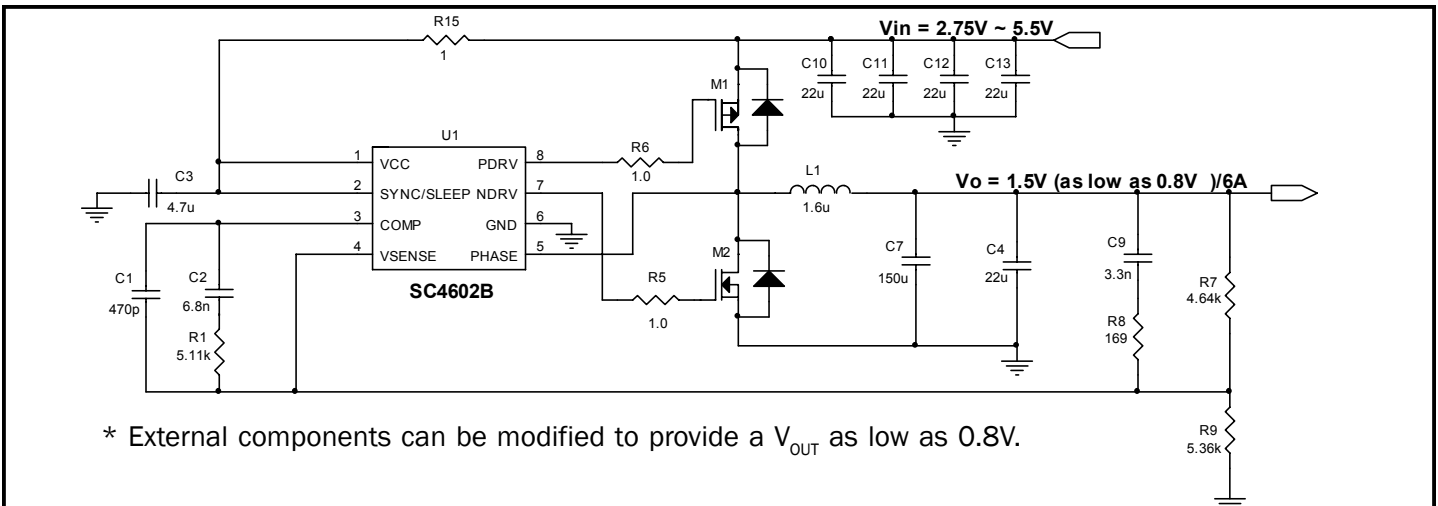 R15
1
Vin = 2.75V ~ 5.5V
C10
22u
C11
22u
C12
22u
C13
22u
M1
U1
1
VCC
PDRV
8
2
SYNC/SLEEP
NDRV
7
3
COMP
GND
6
4
VSENSE
PHASE
5
SC4602B
R6
1.0
C3
4.7u
L1
1.6u
Vo = 1.5V (as low as 0.8V )/6A
M2
R5
1.0
C7
150u
C4
22u
C9
3.3n
R7
4.64k
R8
169
C1
470p
C2
6.8n
R1
5.11k
R9
5.36k
* External components can be modified to provide a VOUT as low as 0.8V.